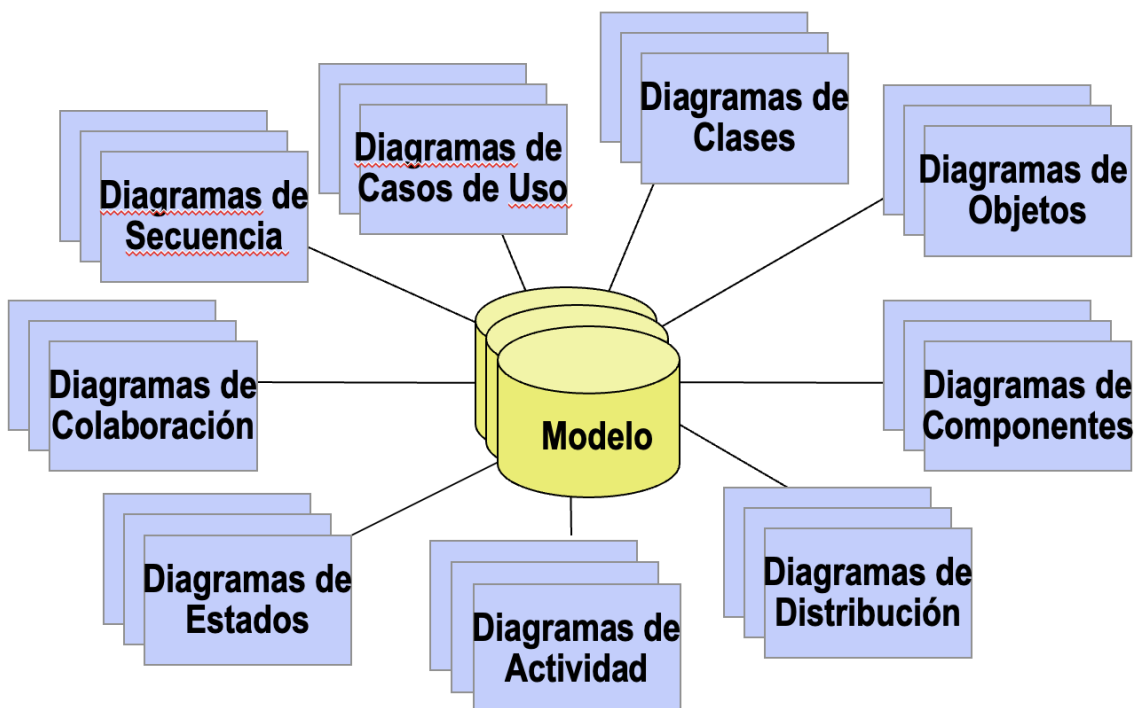 Diagramas de
Clases
Diagramas de
Casos de Uso
Diagramas de
Objetos
Diagramas de
Secuencia
Diagramas de
Colaboración
Modelo
Diagramas de
Componentes
Diagramas de
Estados
Diagramas de
Actividad
Diagramas de
Distribución